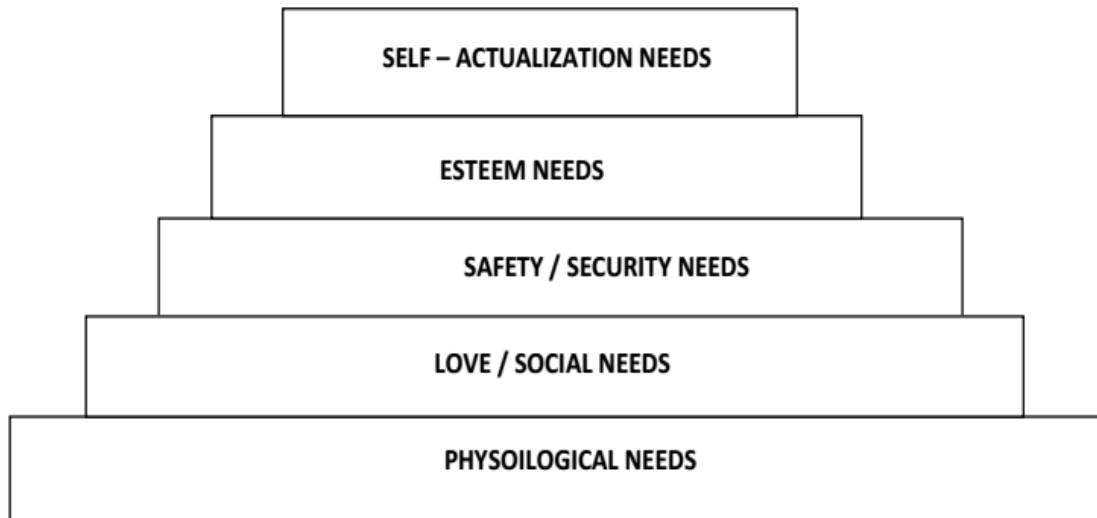 SELF – ACTUALIZATION NEEDS
ESTEEM NEEDS
SAFETY / SECURITY NEEDS
LOVE / SOCIAL NEEDS
PHYSOILOGICAL NEEDS